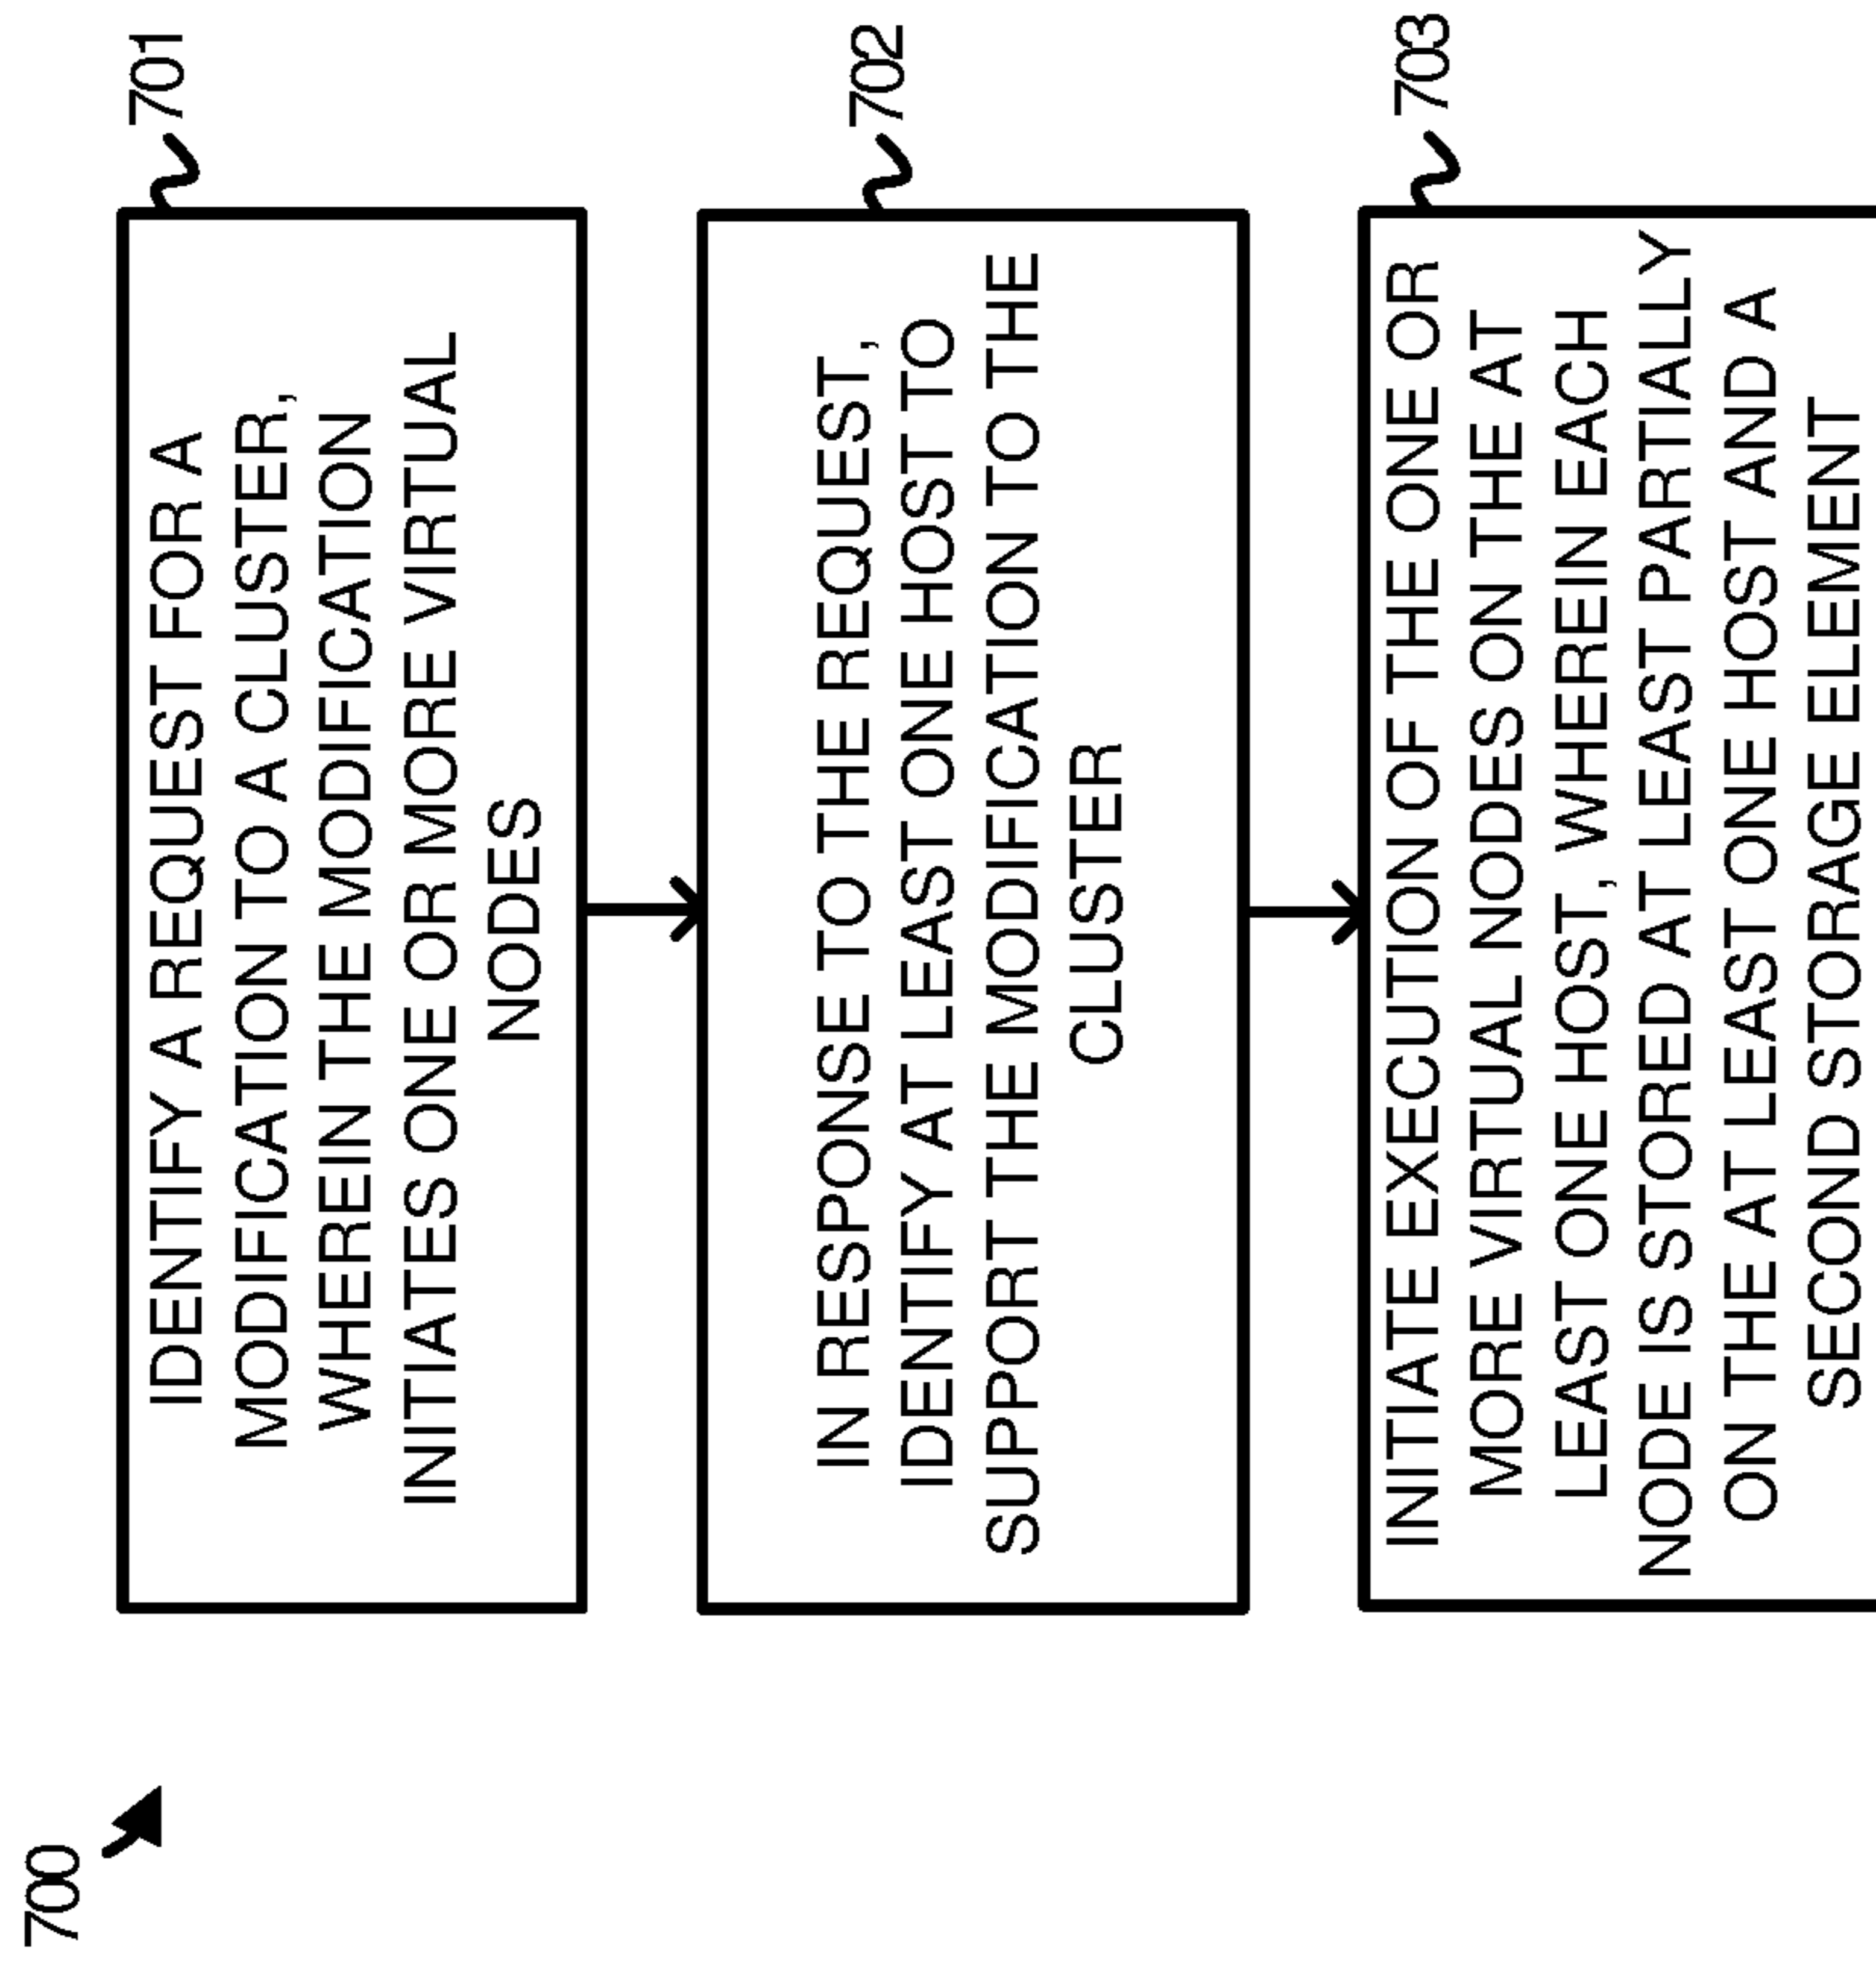 700
701
IDENTIFY A REQUEST FOR A
MODIFICATION TO A CLUSTER,
WHEREIN THE MODIFICATION
INITIATES ONE OR MORE VIRTUAL
NODES
702
IN RESPONSE TO THE REQUEST,
IDENTIFY AT LEAST ONE HOST TO
SUPPORT THE MODIFICATION TO THE
CLUSTER
703
INITIATE EXECUTION OF THE ONE OR
MORE VIRTUAL NODES ON THE AT
LEAST ONE HOST, WHEREIN EACH
NODE IS STORED AT LEAST PARTIALLY
ON THE AT LEAST ONE HOST AND A
SECOND STORAGE ELEMENT